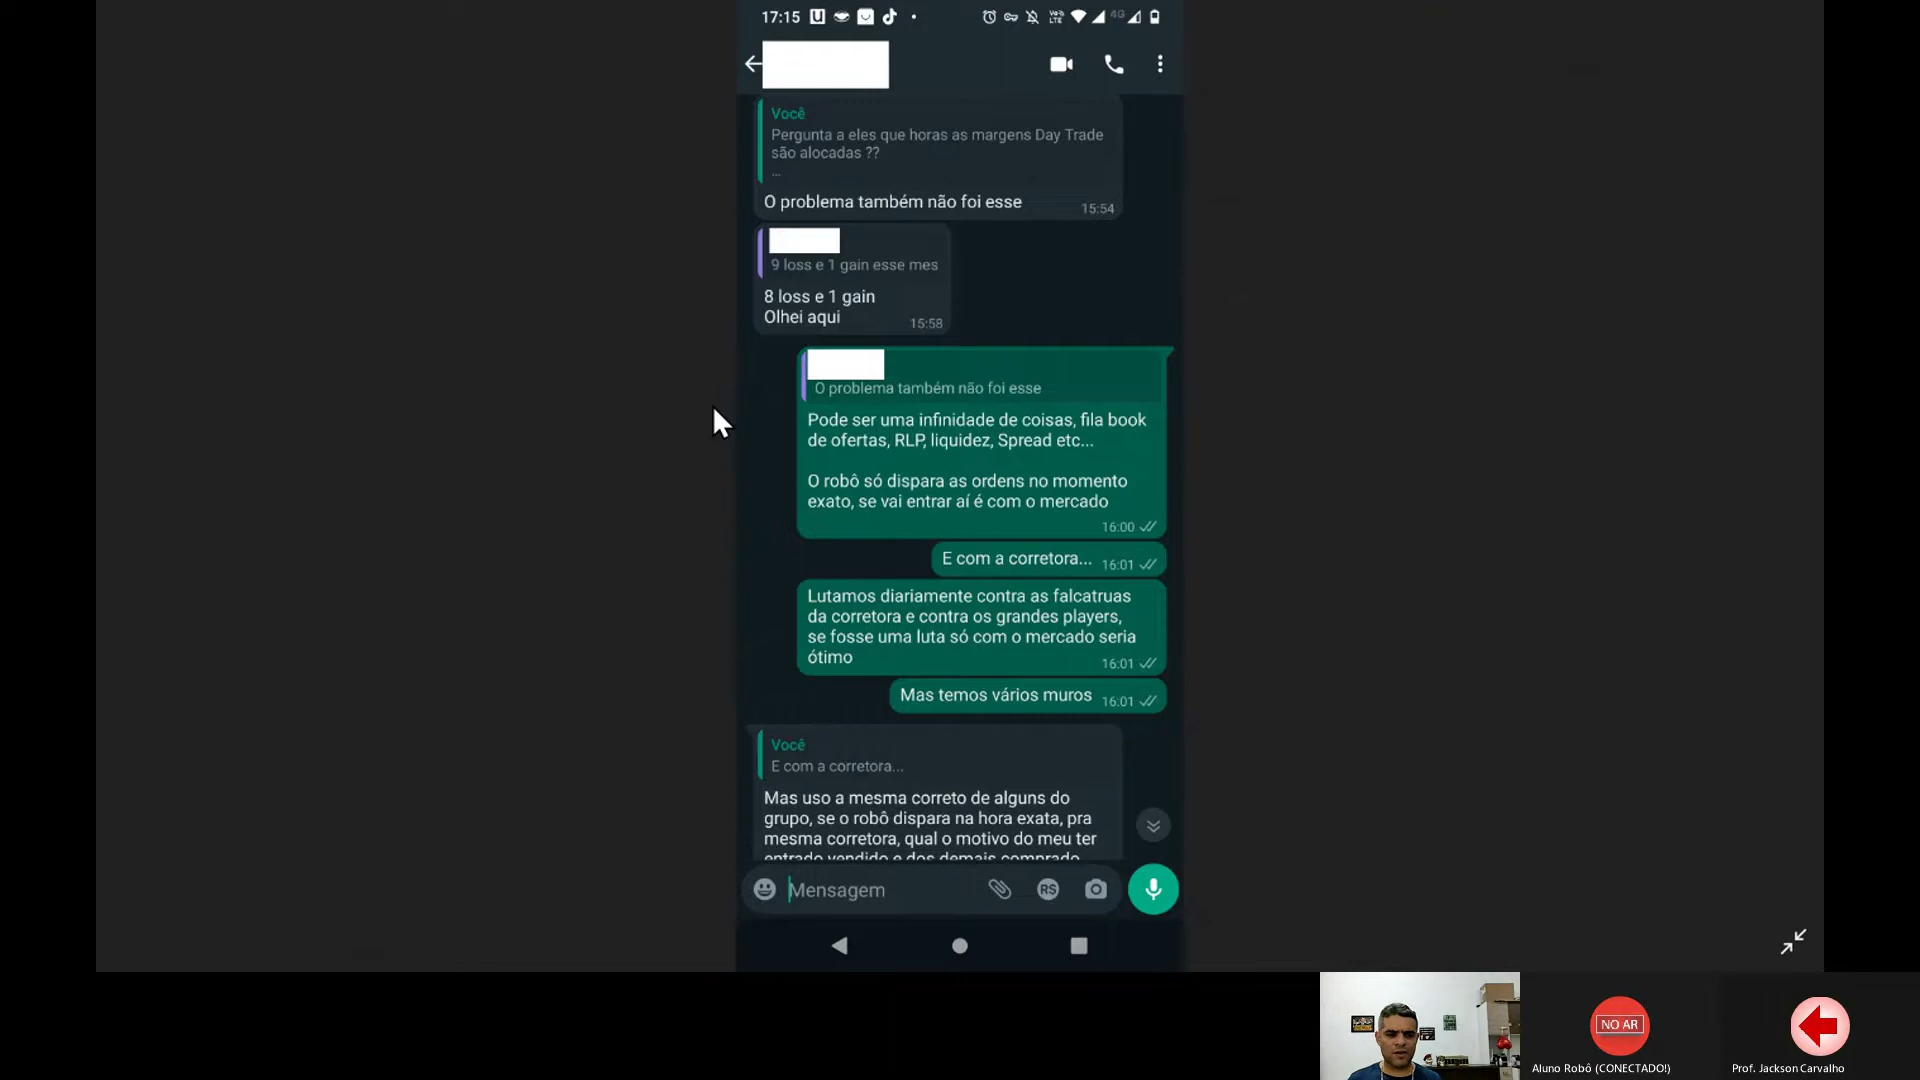 17:15
4G
Você
Pergunta a eles que horas as margens Day Trade
são alocadas ??
...
O problema também não foi esse
15:54
9 loss e 1 gain esse mes
8 loss e 1 gain
Olhei aqui
15:58
O problema também não foi esse
Pode ser uma infinidade de coisas, fila book
de ofertas, RLP, liquidez, Spread etc...
O robô só dispara as ordens no momento
exato, se vai entrar aí é com o mercado
16:00
E com a corretora...
16:01
Lutamos diariamente contra as falcatruas
da corretora e contra os grandes players,
se fosse uma luta só com o mercado seria
ótimo
16:01
Mas temos vários muros
16:01
Você
E com a corretora...
Mas uso a mesma correto de alguns do
grupo, se o robô dispara na hora exata, pra
mesma corretora, qual o motivo do meu ter
entrado vendido e dos demais comprado
Mensagem
R$
NO AR
Aluno Robô (CONECTADO!)
Prof. Jackson Carvalho